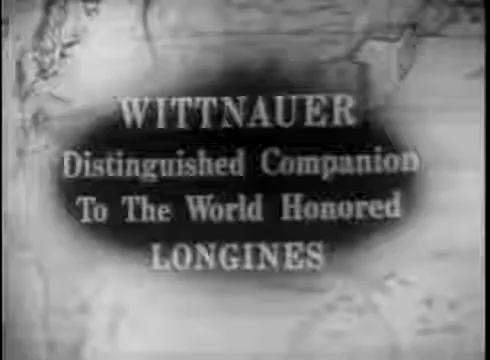 WITTNAUER
Distinguished Companion
To The World Honored
LONGINES